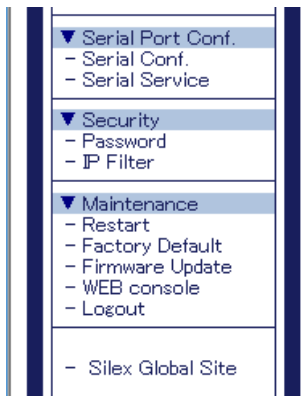 ▼ Serial Port Conf.
- Serial Conf.
- Serial Service
▼ Security
- Password
- IP Filter
▼ Maintenance
- Restart
- Factory Default
- Firmware Update
- WEB console
- Logout
- Silex Global Site